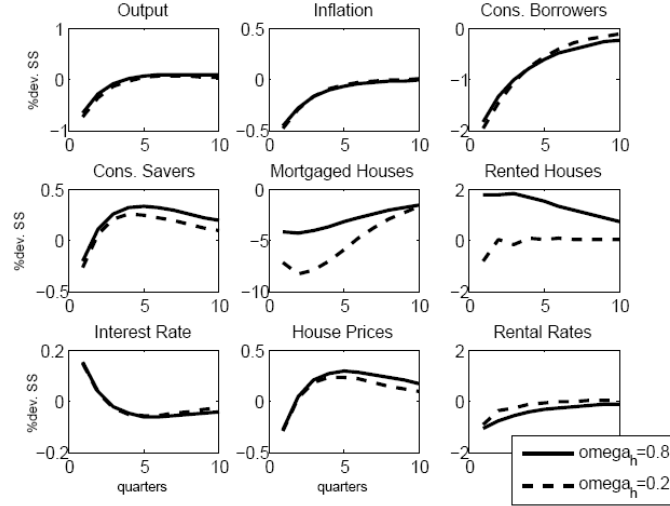 Output Inflation Cons. Borrowers
%dev. SS
1
0
−1
0 5 10
0.5
0
−0.5
0 5 10
0
−1
−2
0 5 10
Cons. Savers Mortgaged Houses Rented Houses
%dev. SS
0.5
0
−0.5
0 5 10
0
−5
−10
0 5 10
2
0
−2
0 5 10
Interest Rate House Prices Rental Rates
%dev. SS
0.2
0
−0.2
0 5 10
quarters
0.5
0
−0.5
0 5 10
quarters
2
0
−2
0
omega_h=0.8
omega_h=0.2